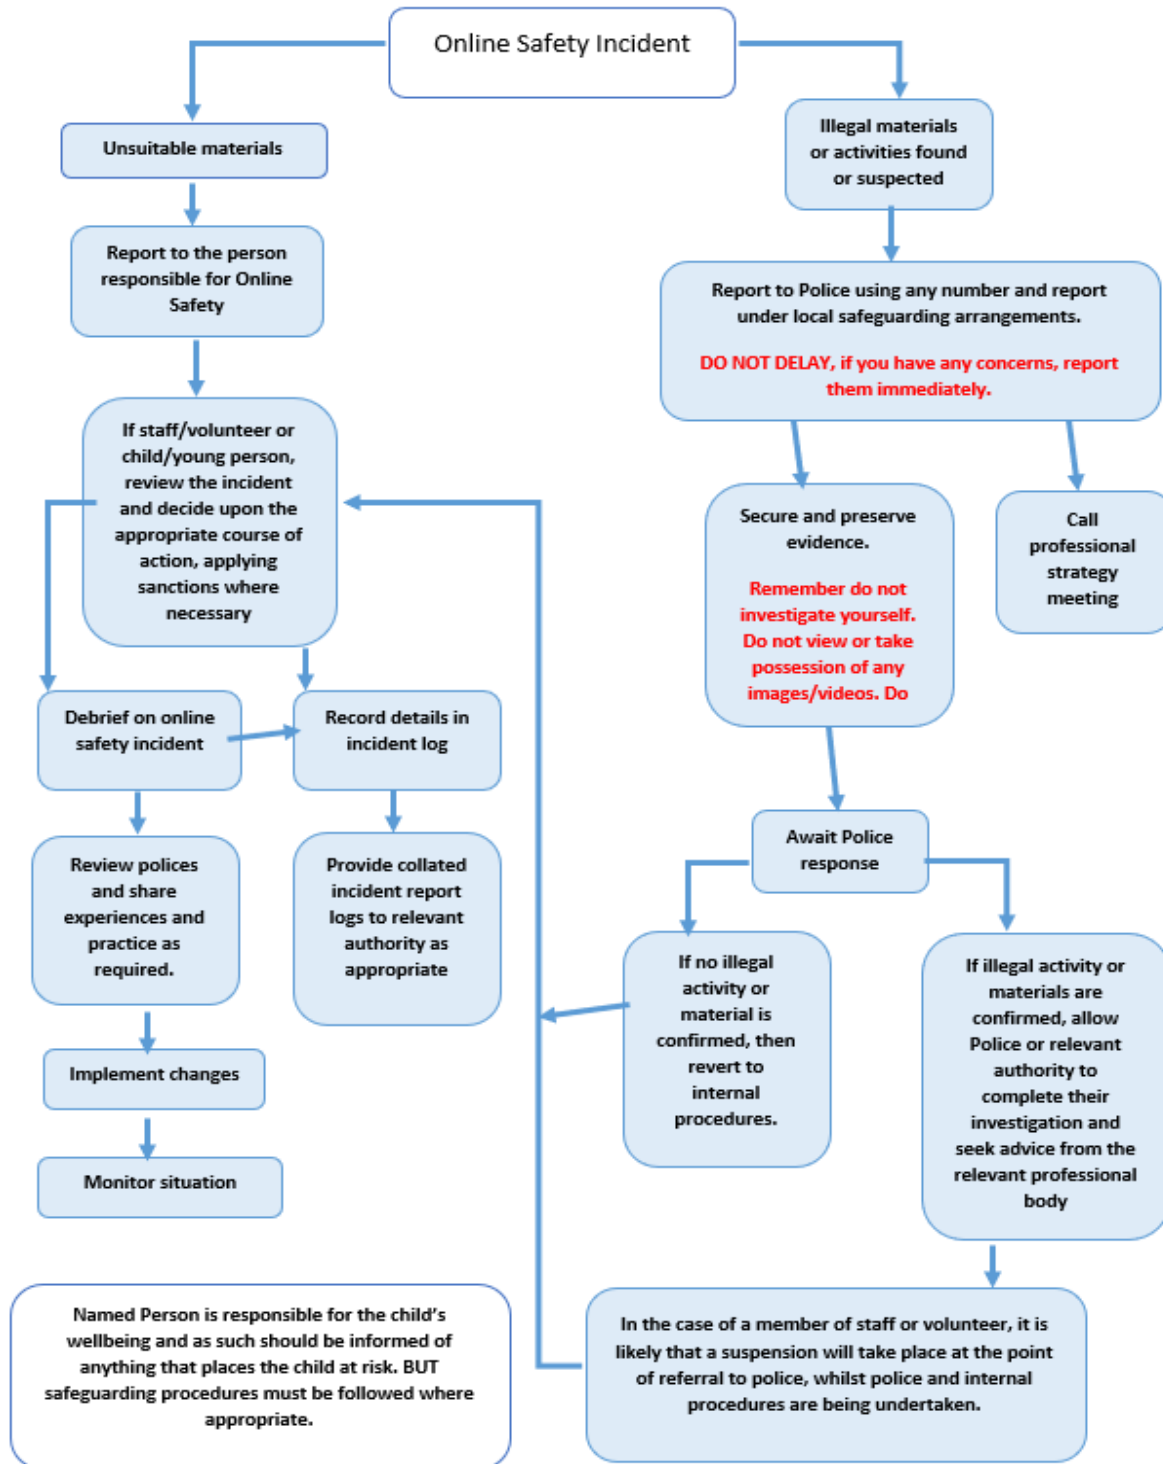 Online Safety Incident
Unsuitable materials
Report to the person
responsible for Online
Safety
If staff/volunteer or
child/young person,
review the incident
and decide upon the
appropriate course of
action, applying
sanctions where
necessary
Debrief on online
safety incident
Record details in
incident log
Review polices
and share
experiences and
practice as
required.
Provide collated
incident report
logs to relevant
authority as
appropriate
Implement changes
Monitor situation
Illegal materials
or activities found
or suspected
Report to Police using any number and report
under local safeguarding arrangements.
DO NOT DELAY, if you have any concerns, report
them immediately.
Secure and preserve
evidence.
Remember do not
investigate yourself.
Do not view or take
possession of any
images/videos. Do
Call
professional
strategy
meeting
Await Police
response
If no illegal
activity or
material is
confirmed, then
revert to
internal
procedures.
If illegal activity or
materials are
confirmed, allow
Police or relevant
authority to
complete their
investigation and
seek advice from the
relevant professional
body
In the case of a member of staff or volunteer, it is
likely that a suspension will take place at the point
of referral to police, whilst police and internal
procedures are being undertaken.
Named Person is responsible for the child's
wellbeing and as such should be informed of
anything that places the child at risk. BUT
safeguarding procedures must be followed where
appropriate.